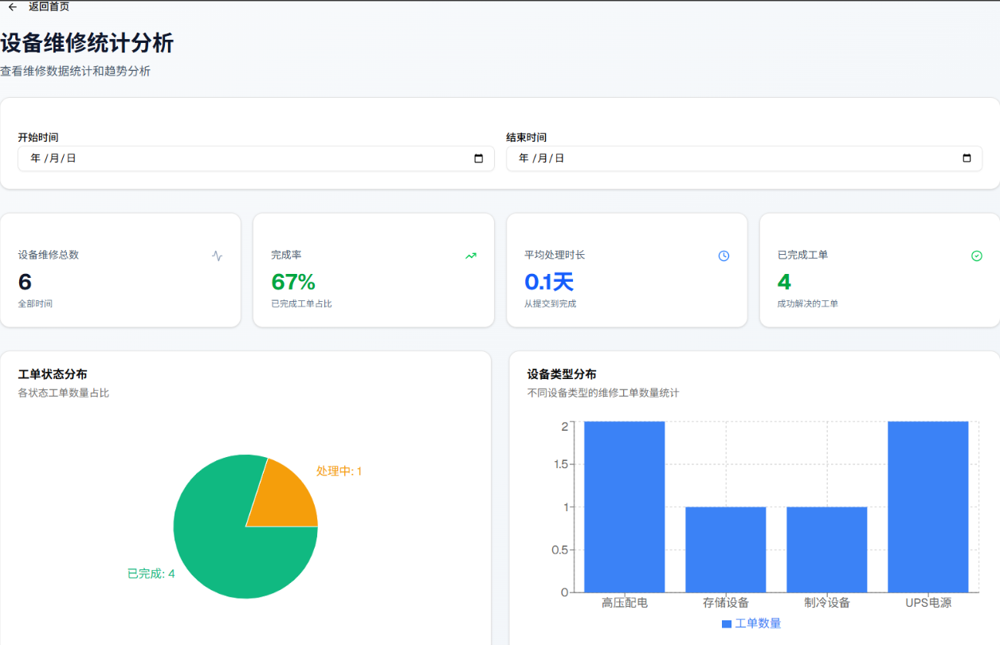 返回首页
设备维修统计分析
查看维修数据统计和趋势分析
开始时间
年 /月/日
结束时间
年 /月/日
设备维修总数
6
全部时间
完成率
67%
已完成工单占比
平均处理时长
0.1天
从提交到完成
已完成工单
4
成功解决的工单
工单状态分布
各状态工单数量占比
处理中: 1
已完成: 4
设备类型分布
不同设备类型的维修工单数量统计
2
1.5
1
0.5
0
高压配电 存储设备 制冷设备 UPS电源
工单数量